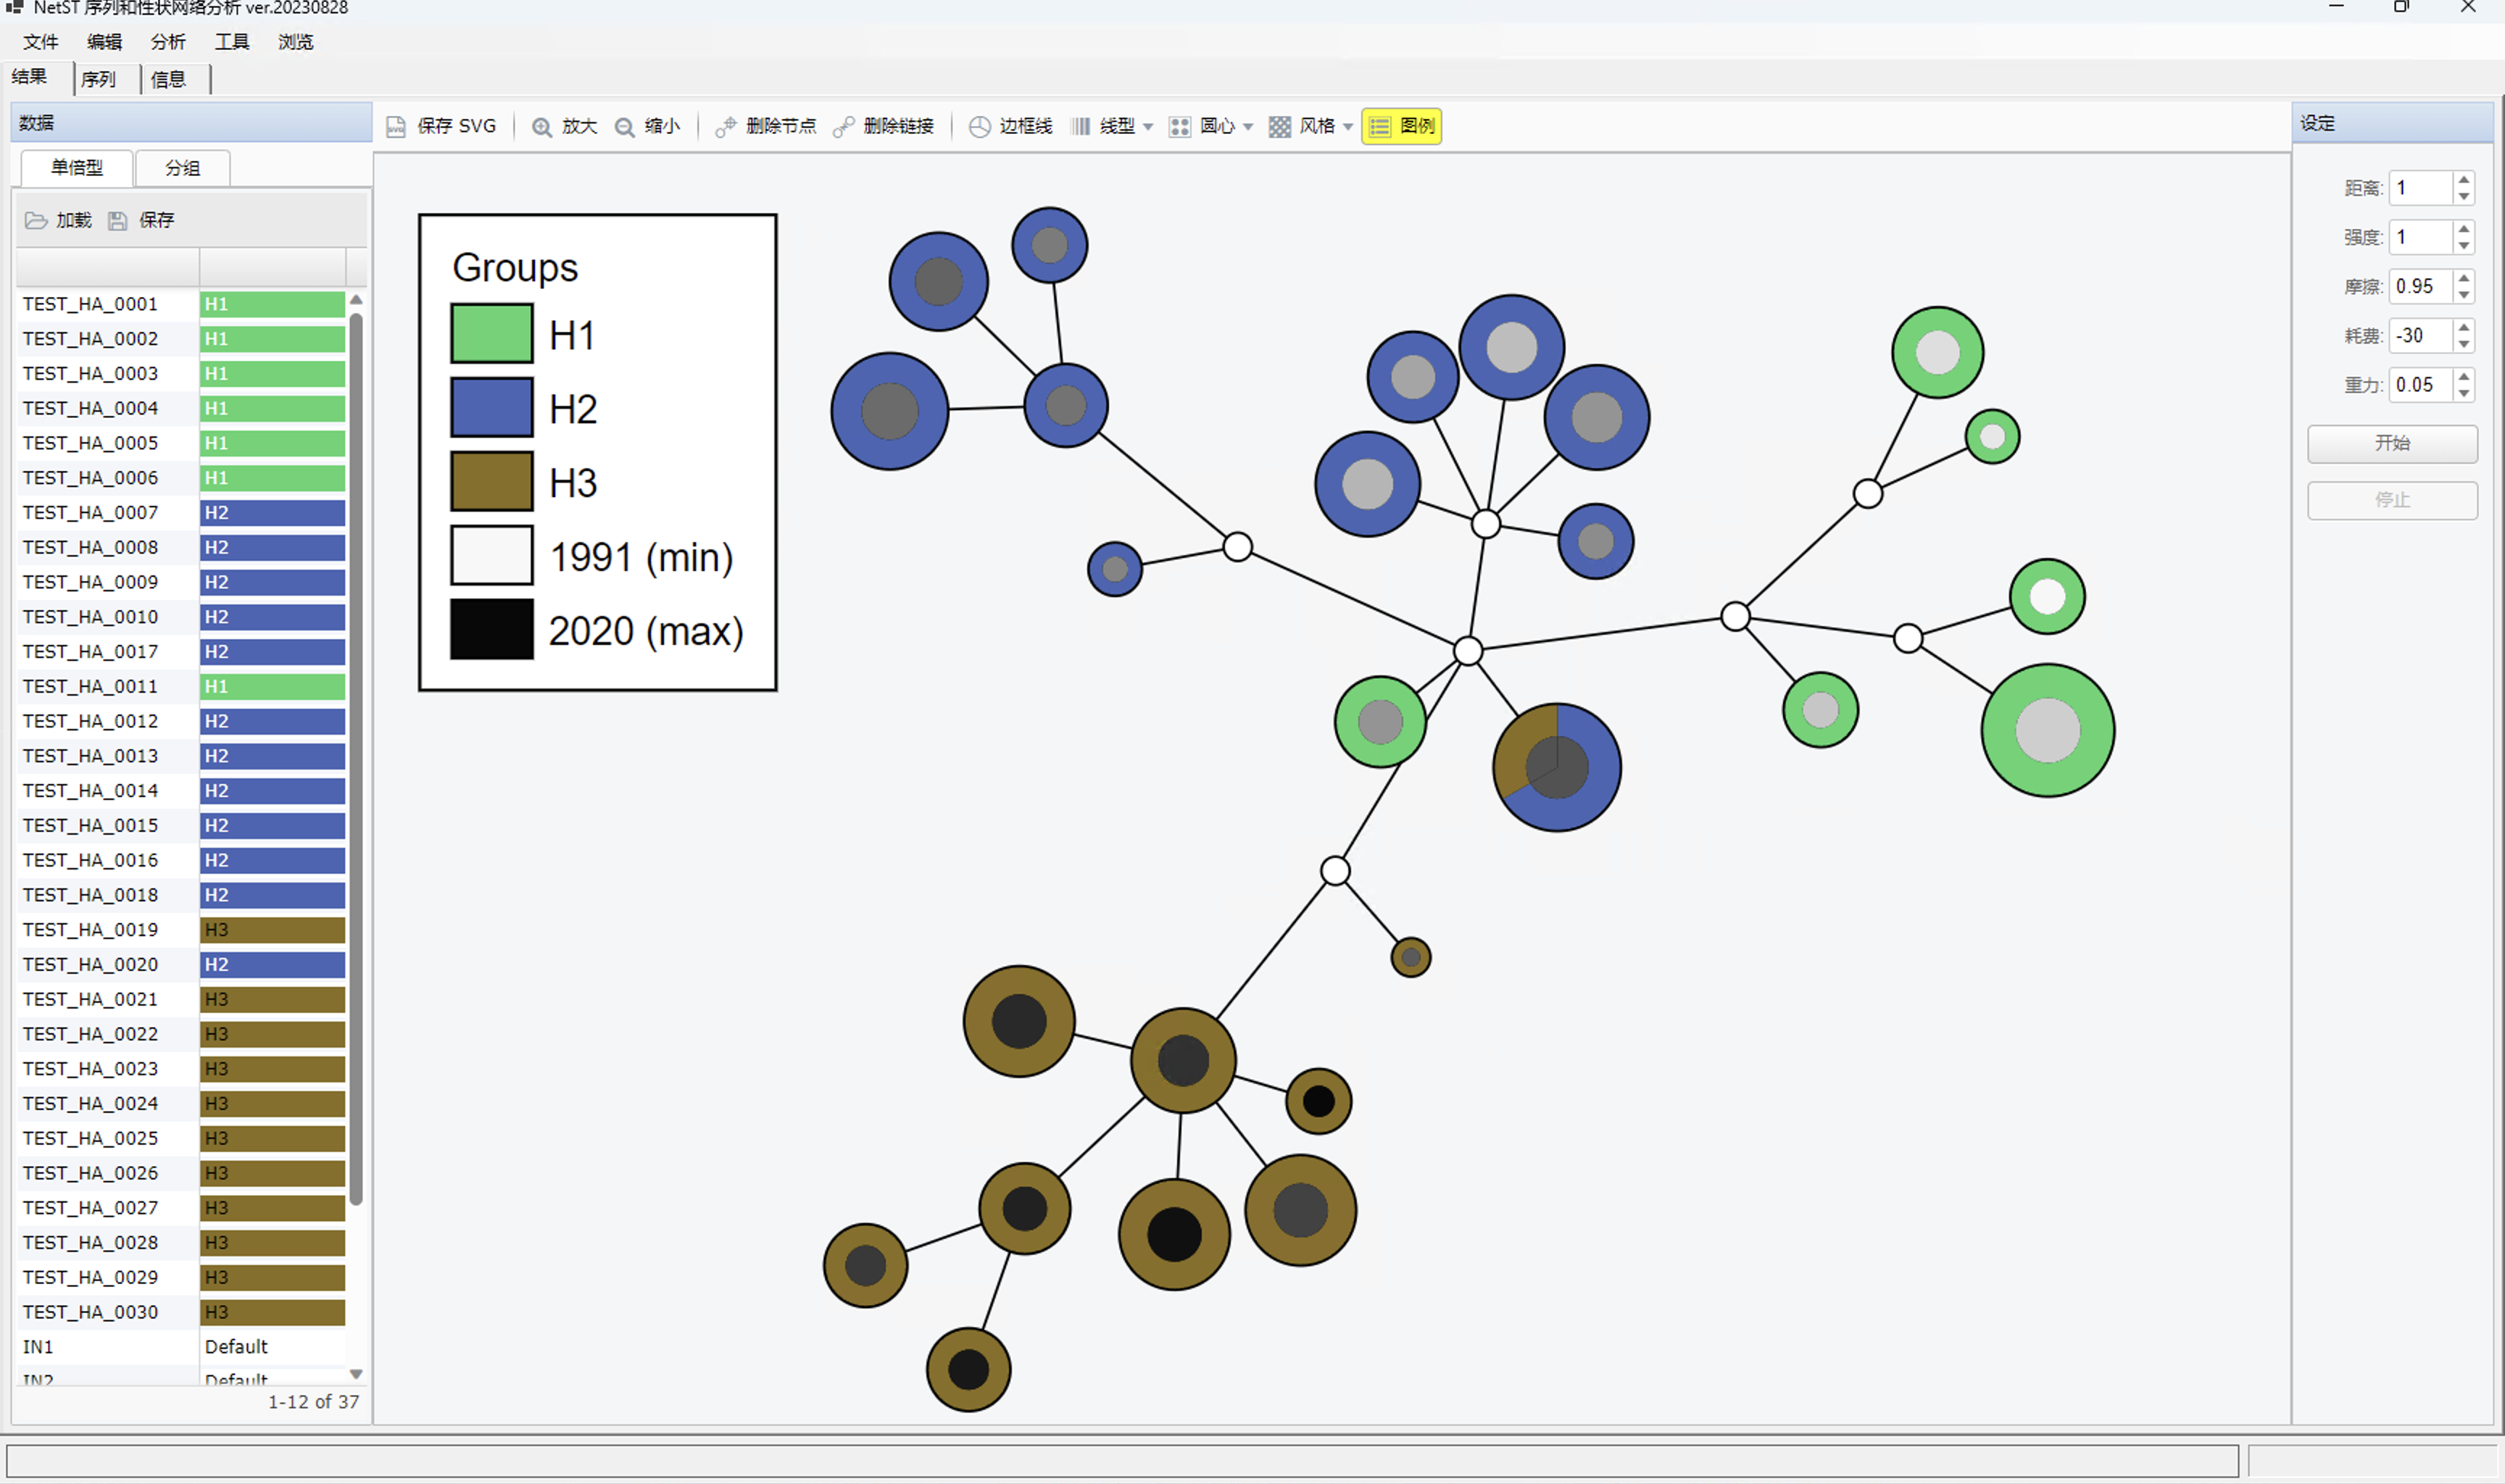 NetST 序列和性状网络分析 ver.20230828
文件 编辑 分析 工具 浏览
结果 序列 信息
数据
单倍型 分组
加载 保存
TEST_HA_0001 H1
TEST_HA_0002 H1
TEST_HA_0003 H1
TEST_HA_0004 H1
TEST_HA_0005 H1
TEST_HA_0006 H1
TEST_HA_0007 H2
TEST_HA_0008 H2
TEST_HA_0009 H2
TEST_HA_0010 H2
TEST_HA_0017 H2
TEST_HA_0011 H1
TEST_HA_0012 H2
TEST_HA_0013 H2
TEST_HA_0014 H2
TEST_HA_0015 H2
TEST_HA_0016 H2
TEST_HA_0018 H2
TEST_HA_0019 H3
TEST_HA_0020 H2
TEST_HA_0021 H3
TEST_HA_0022 H3
TEST_HA_0023 H3
TEST_HA_0024 H3
TEST_HA_0025 H3
TEST_HA_0026 H3
TEST_HA_0027 H3
TEST_HA_0028 H3
TEST_HA_0029 H3
TEST_HA_0030 H3
IN1 Default
IN2 Default
1-12 of 37
SVG 保存 SVG 放大 缩小 删除节点 删除链接 边框线 线型 圆心 风格 图例
Groups
H1
H2
H3
1991 (min)
2020 (max)
设定
距离: 1
强度: 1
摩擦: 0.95
耗费: -30
重力: 0.05
开始
停止